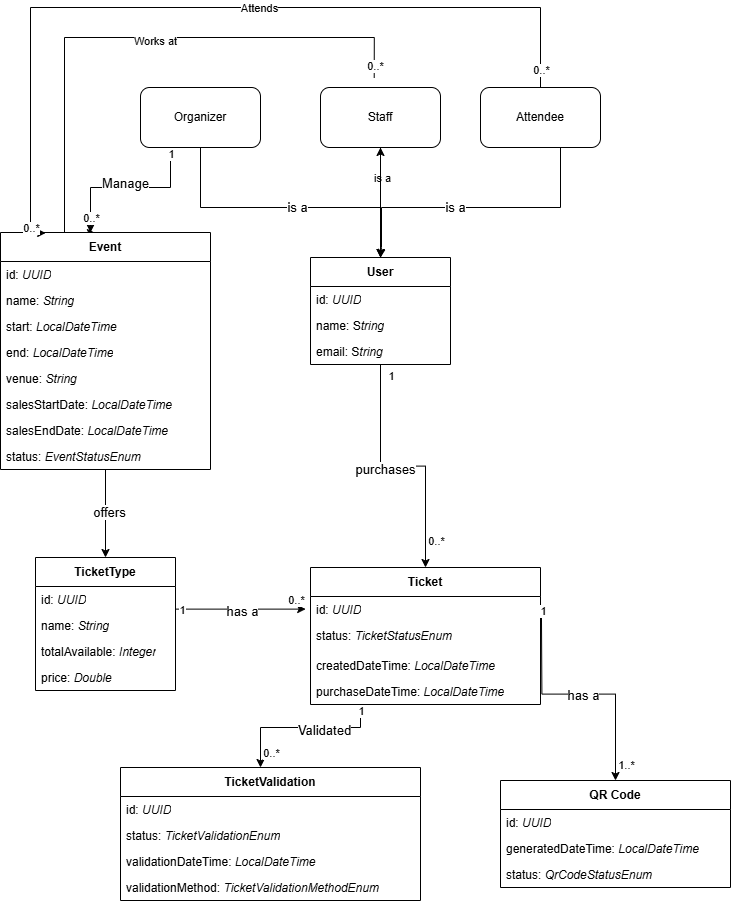 Attends
Works at
0..*
0..*
Organizer
Staff
Attendee
1
is a
Manage
is a
is a
0..*
0..*
Event
id: UUID
name: String
start: LocalDateTime
end: LocalDateTime
venue: String
salesStartDate: LocalDateTime
salesEndDate: LocalDateTime
status: EventStatusEnum
User
id: UUID
name: String
email: String
1
purchases
offers
0..*
TicketType
id: UUID
name: String
totalAvailable: Integer
price: Double
1
has a
0..*
Ticket
id: UUID
status: TicketStatusEnum
createdDateTime: LocalDateTime
purchaseDateTime: LocalDateTime
1
has a
1
Validated
0..*
1..*
TicketValidation
id: UUID
status: TicketValidationEnum
validationDateTime: LocalDateTime
validationMethod: TicketValidationMethodEnum
QR Code
id: UUID
generatedDateTime: LocalDateTime
status: QrCodeStatusEnum